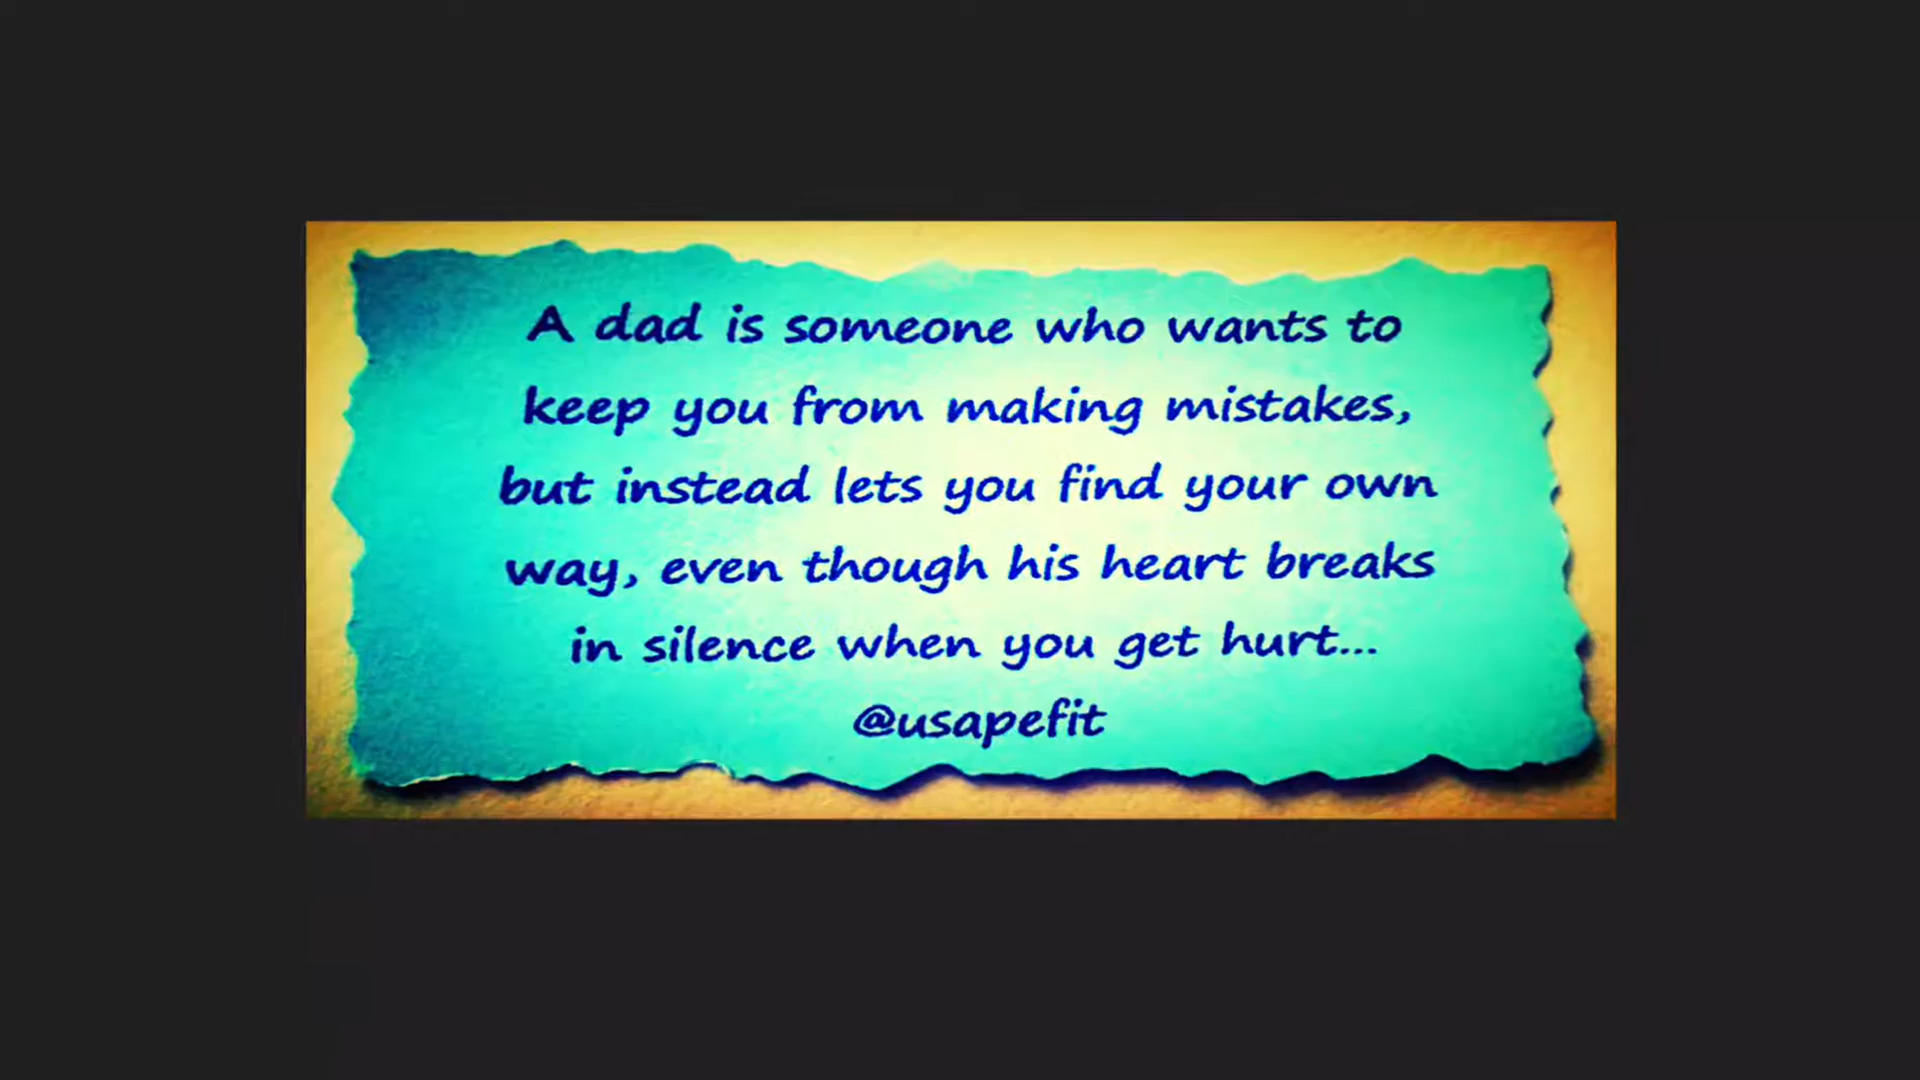 A dad is someone who wants to
keep you from making mistakes,
but instead lets you find your own
way, even though his heart breaks
in silence when you get hurt...
@usapefit